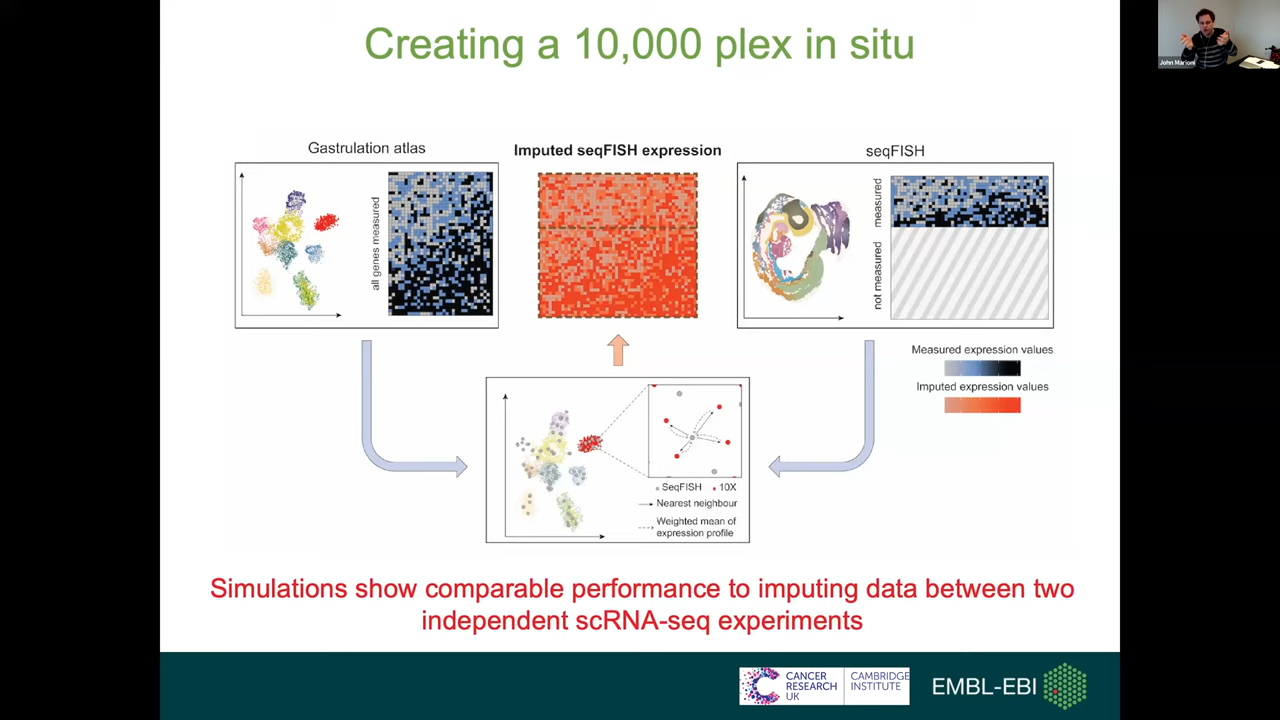 Creating a 10,000 plex in situ
John Marioni
Gastrulation atlas
all genes measured
Imputed seqFISH expression
seqFISH
measured
not measured
Measured expression values
Imputed expression values
SeqFISH
10X
Nearest neighbour
Weighted mean of
expression profile
Simulations show comparable performance to imputing data between two
independent scRNA-seq experiments
CANCER
RESEARCH
UK
CAMBRIDGE
INSTITUTE
EMBL-EBI